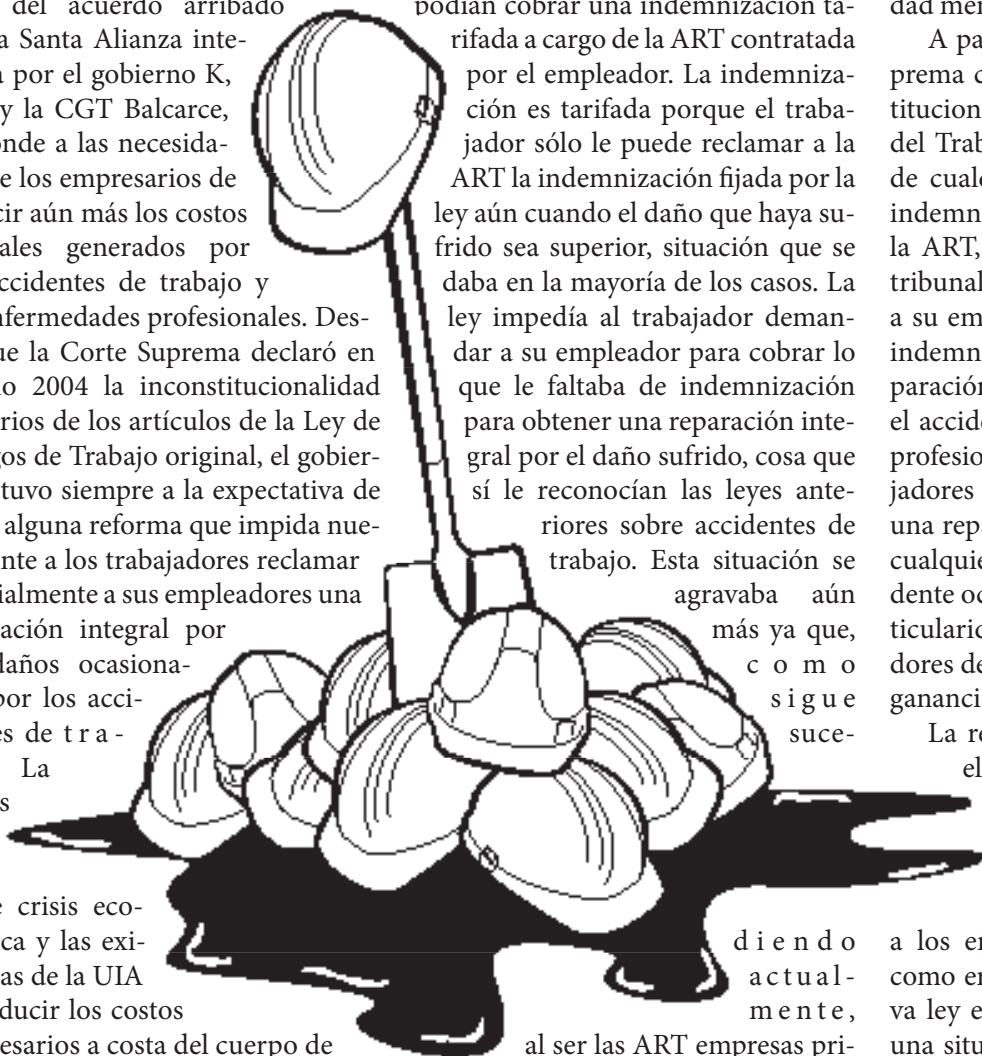 del acuerdo arribado
a Santa Alianza inte-
a por el gobierno K,
y la CGT Balcarce,
onde a las necesida-
e los empresarios de
cir aún más los costos
ales generados por
ccidentes de trabajo y
nfermedades profesionales. Des-
ue la Corte Suprema declaró en
io 2004 la inconstitucionalidad
rios de los artículos de la Ley de
gos de Trabajo original, el gobier-
tuvo siempre a la expectativa de
alguna reforma que impida nue-
nte a los trabajadores reclamar
ialmente a sus empleadores una
ación integral por
daños ocasiona-
por los acci-
es de tra-
La
s
e crisis eco-
ca y las exi-
as de la UIA
ducir los costos
esarios a costa del cuerpo de
podían cobrar una indemnización ta-
rifada a cargo de la ART contratada
por el empleador. La indemniza-
ción es tarifada porque el traba-
jador sólo le puede reclamar a la
ART la indemnización fijada por la
ley aún cuando el daño que haya su-
frido sea superior, situación que se
daba en la mayoría de los casos. La
ley impedía al trabajador deman-
dar a su empleador para cobrar lo
que le faltaba de indemnización
para obtener una reparación inte-
gral por el daño sufrido, cosa que
sí le reconocían las leyes ante-
riores sobre accidentes de
trabajo. Esta situación se
agravaba aún
más ya que,
como
sigue
suce-
diendo
actual-
mente,
al ser las ART empresas pri-
dad men
A pa
prema c
titucion
del Trab
de cualq
indemn
la ART,
tribunal
a su em
indemn
paración
el accide
profesio
jadores
una repa
cualquie
dente oc
ticularid
dores de
gananci
La re
el
a los en
como en
va ley e
una situ